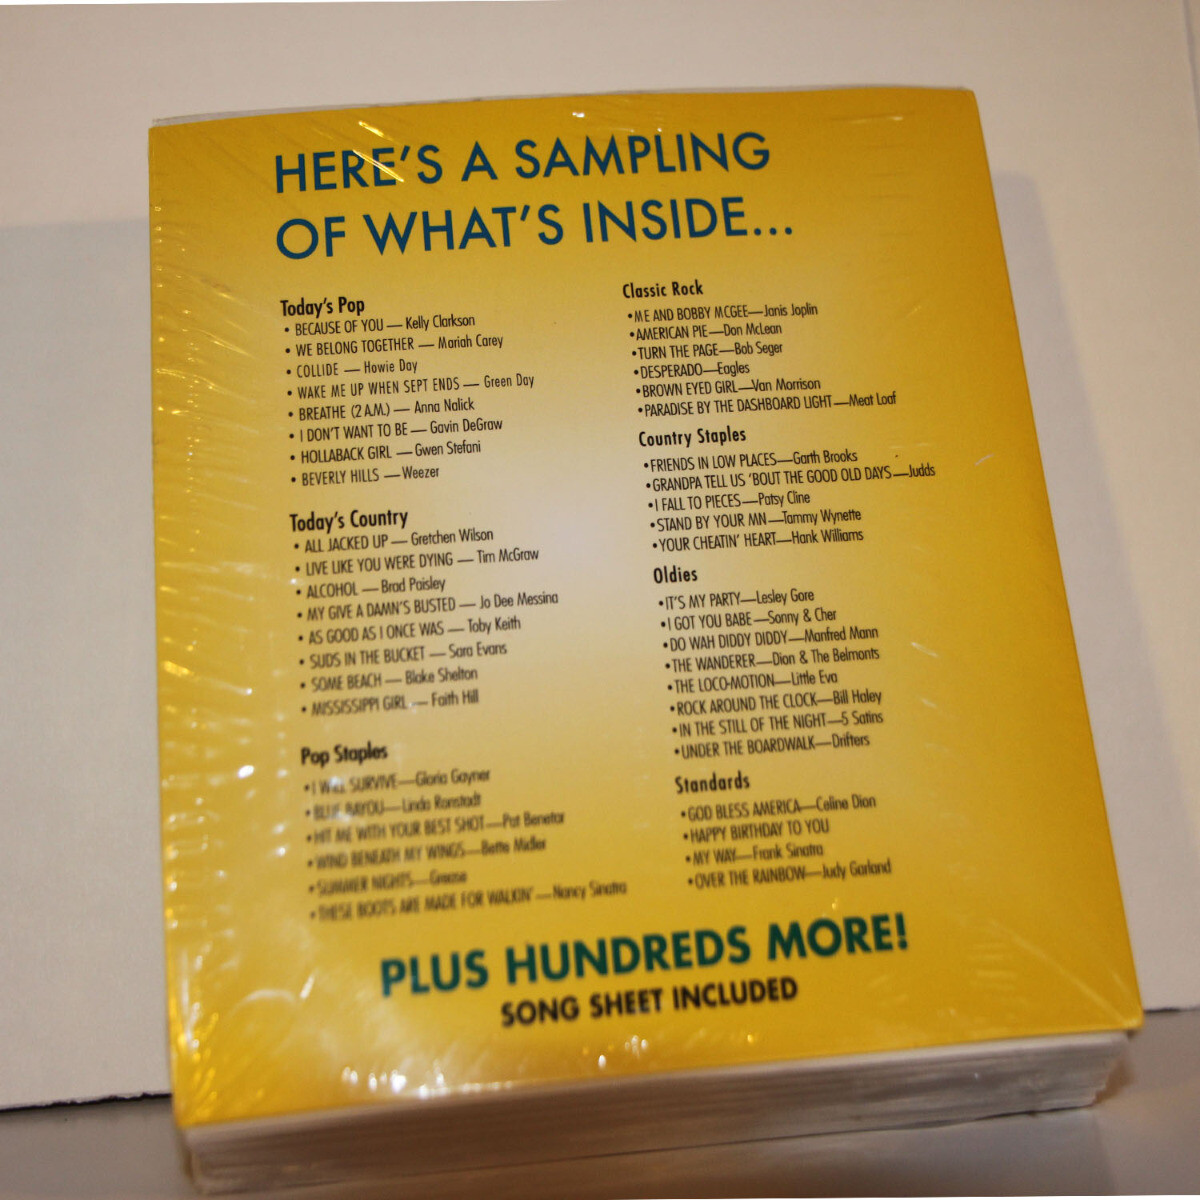 HERE'S A SAMPLING
OF WHAT'S INSIDE...
Today's Pop
• BECAUSE OF YOU — Kelly Clarkson
• WE BELONG TOGETHER — Mariah Carey
• COLLIDE — Howie Day
• WAKE ME UP WHEN SEPT ENDS — Green Day
• BREATHE (2 A.M.) — Anna Nalick
• I DON'T WANT TO BE — Gavin DeGraw
• HOLLABACK GIRL — Gwen Stefani
• BEVERLY HILLS — Weezer
Today's Country
• ALL JACKED UP — Gretchen Wilson
• LIVE LIKE YOU WERE DYING — Tim McGraw
• ALCOHOL — Brad Paisley
• MY GIVE A DAMN'S BUSTED — Jo Dee Messina
• AS GOOD AS I ONCE WAS — Toby Keith
• SUDS IN THE BUCKET — Sara Evans
• SOME BEACH — Blake Shelton
• MISSISSIPPI GIRL — Faith Hill
Pop Staples
• I WILL SURVIVE—Gloria Gayner
• BLUE BAYOU—Linda Ronstadt
• HIT ME WITH YOUR BEST SHOT—Pat Benetar
• WIND BENEATH MY WINGS—Bette Midler
• SUMMER NIGHTS—Grease
• THESE BOOTS ARE MADE FOR WALKIN'—Nancy Sinatra
Classic Rock
• ME AND BOBBY MCGEE—Janis Joplin
• AMERICAN PIE—Don McLean
• TURN THE PAGE—Bob Seger
• DESPERADO—Eagles
• BROWN EYED GIRL—Van Morrison
• PARADISE BY THE DASHBOARD LIGHT—Meat Loaf
Country Staples
• FRIENDS IN LOW PLACES—Garth Brooks
• GRANDPA TELL US 'BOUT THE GOOD OLD DAYS—Judds
• I FALL TO PIECES—Patsy Cline
• STAND BY YOUR MN—Tammy Wynette
• YOUR CHEATIN' HEART—Hank Williams
Oldies
• IT'S MY PARTY—Lesley Gore
• I GOT YOU BABE—Sonny & Cher
• DO WAH DIDDY DIDDY—Manfred Mann
• THE WANDERER—Dion & The Belmonts
• THE LOCO-MOTION—Little Eva
• ROCK AROUND THE CLOCK—Bill Haley
• IN THE STILL OF THE NIGHT—5 Satins
• UNDER THE BOARDWALK—Drifters
Standards
• GOD BLESS AMERICA—Celine Dion
• HAPPY BIRTHDAY TO YOU
• MY WAY—Frank Sinatra
• OVER THE RAINBOW—Judy Garland
PLUS HUNDREDS MORE!
SONG SHEET INCLUDED